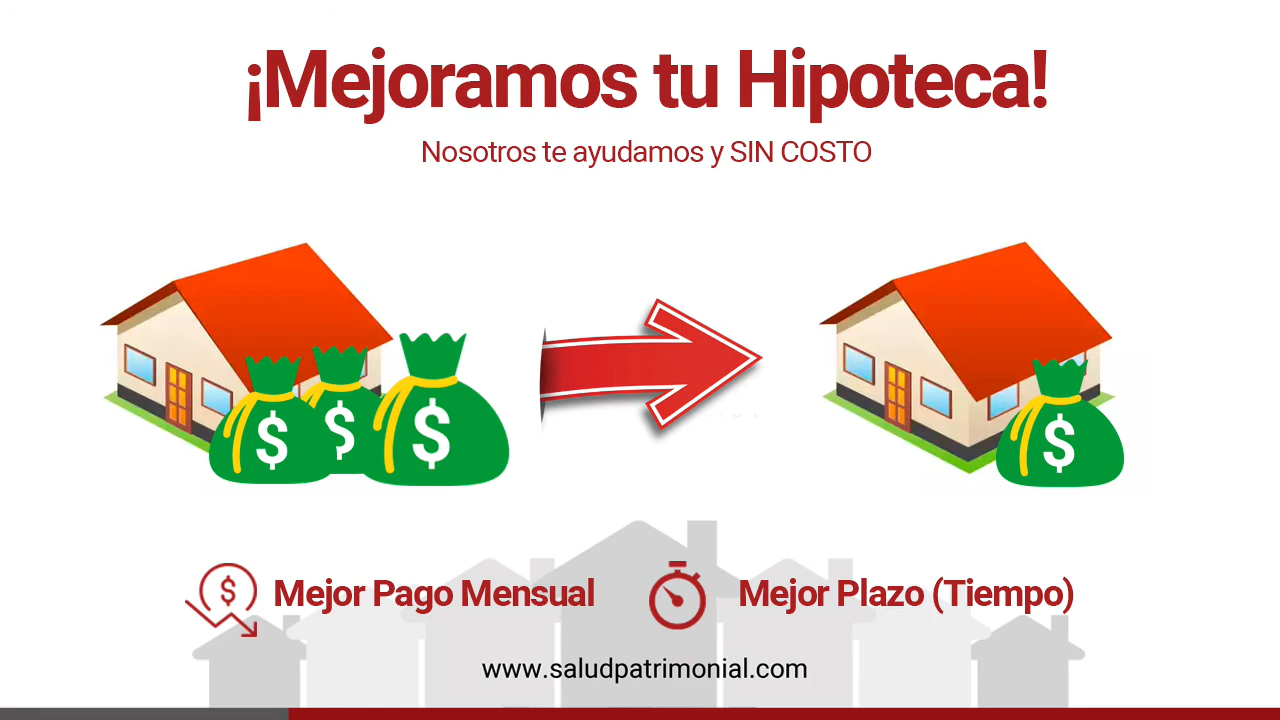 ¡Mejoramos tu Hipoteca!
Nosotros te ayudamos y SIN COSTO
$ $ $
$
$ Mejor Pago Mensual
Mejor Plazo (Tiempo)
www.saludpatrimonial.com